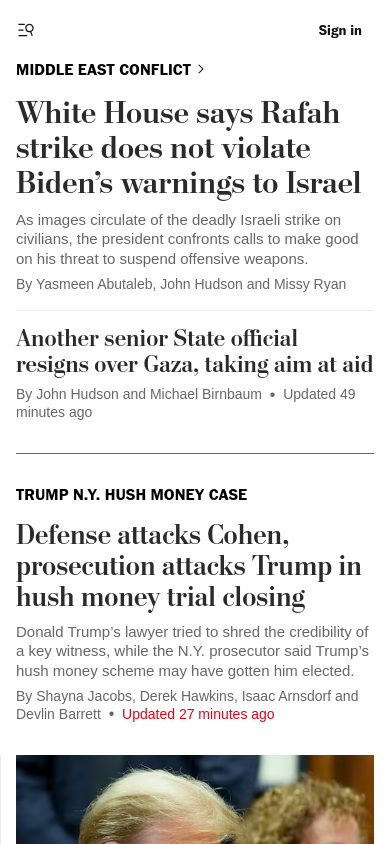 Sign in
MIDDLE EAST CONFLICT
White House says Rafah
strike does not violate
Biden’s warnings to Israel
As images circulate of the deadly Israeli strike on
civilians, the president confronts calls to make good
on his threat to suspend offensive weapons.
By Yasmeen Abutaleb, John Hudson and Missy Ryan
Another senior State official
resigns over Gaza, taking aim at aid
By John Hudson and Michael Birnbaum • Updated 49
minutes ago
TRUMP N.Y. HUSH MONEY CASE
Defense attacks Cohen,
prosecution attacks Trump in
hush money trial closing
Donald Trump’s lawyer tried to shred the credibility of
a key witness, while the N.Y. prosecutor said Trump’s
hush money scheme may have gotten him elected.
By Shayna Jacobs, Derek Hawkins, Isaac Arnsdorf and
Devlin Barrett • Updated 27 minutes ago